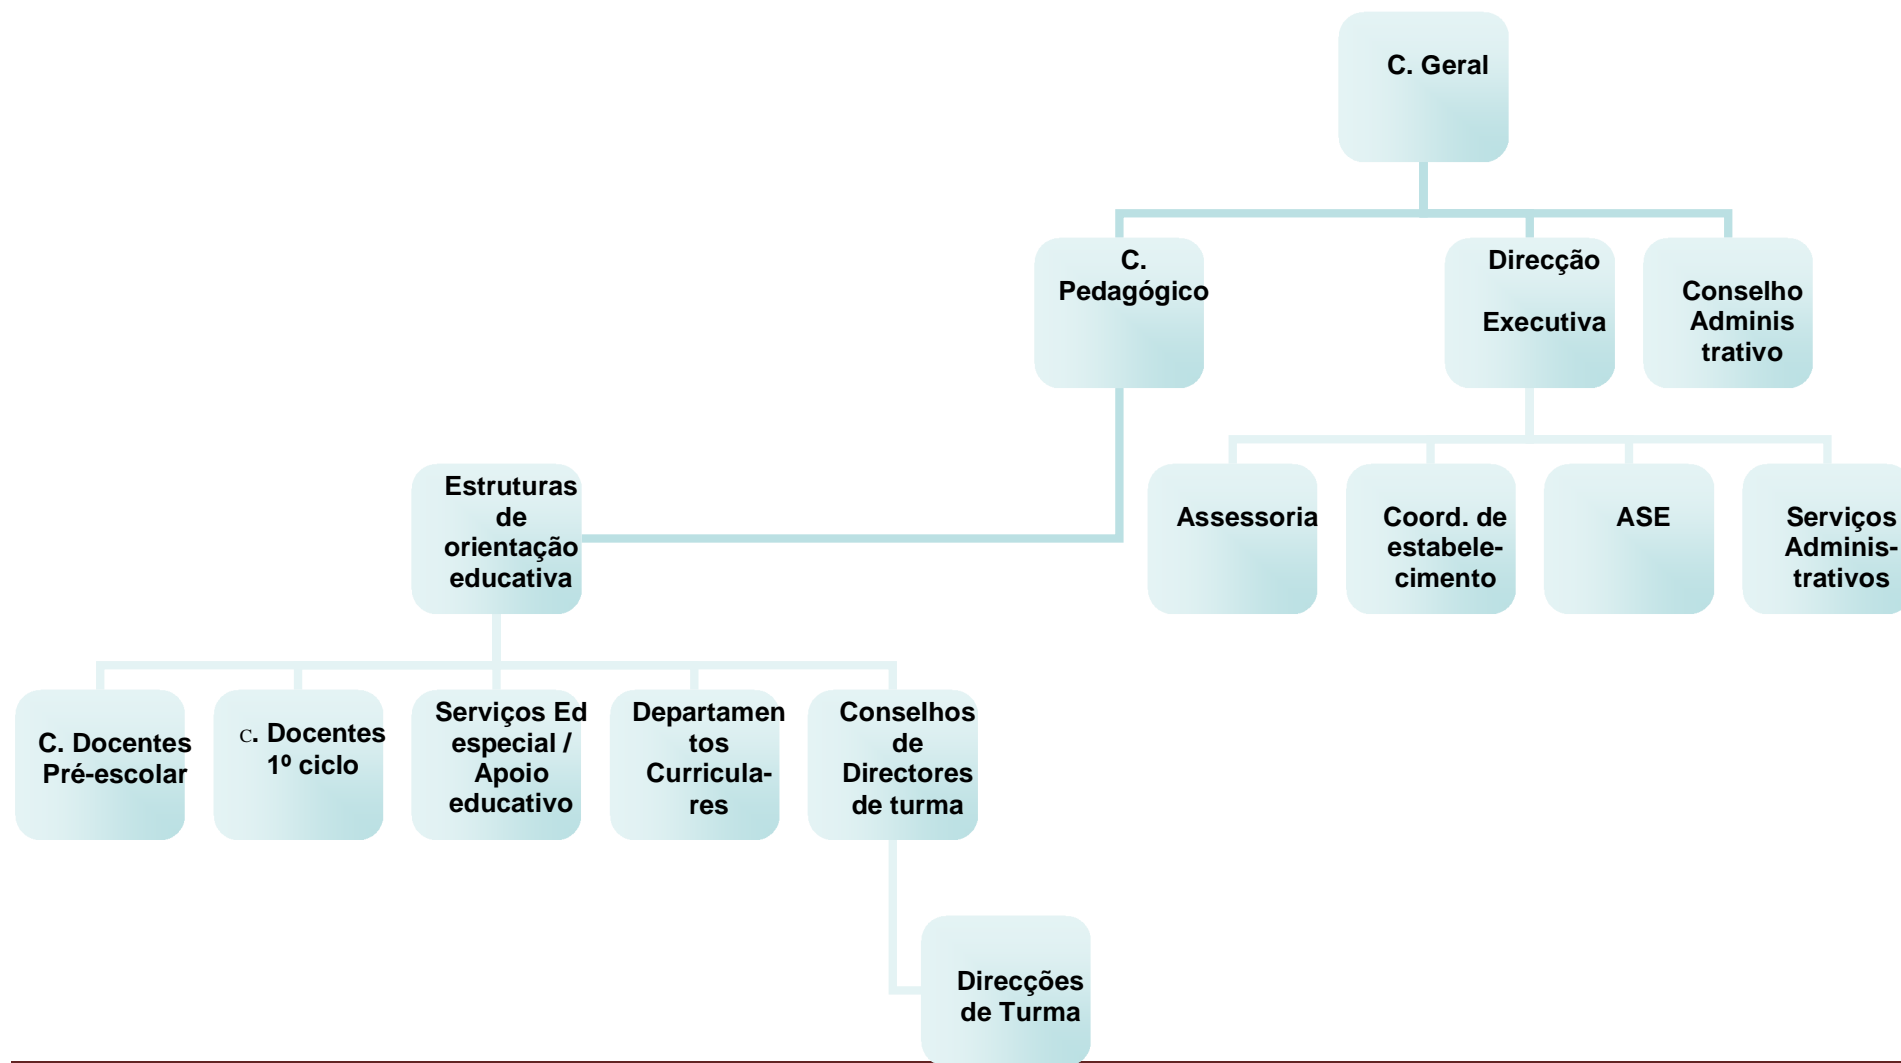 C. Geral
C.
Pedagógico
Direcção
Executiva
Conselho
Adminis
trativo
Estruturas
de
orientação
educativa
Assessoria
Coord. de
estabele-
cimento
ASE
Serviços
Adminis-
trativos
C. Docentes
Pré-escolar
C. Docentes
1º ciclo
Serviços Ed
especial /
Apoio
educativo
Departamen
tos
Curricula-
res
Conselhos
de
Directores
de turma
Direcções
de Turma